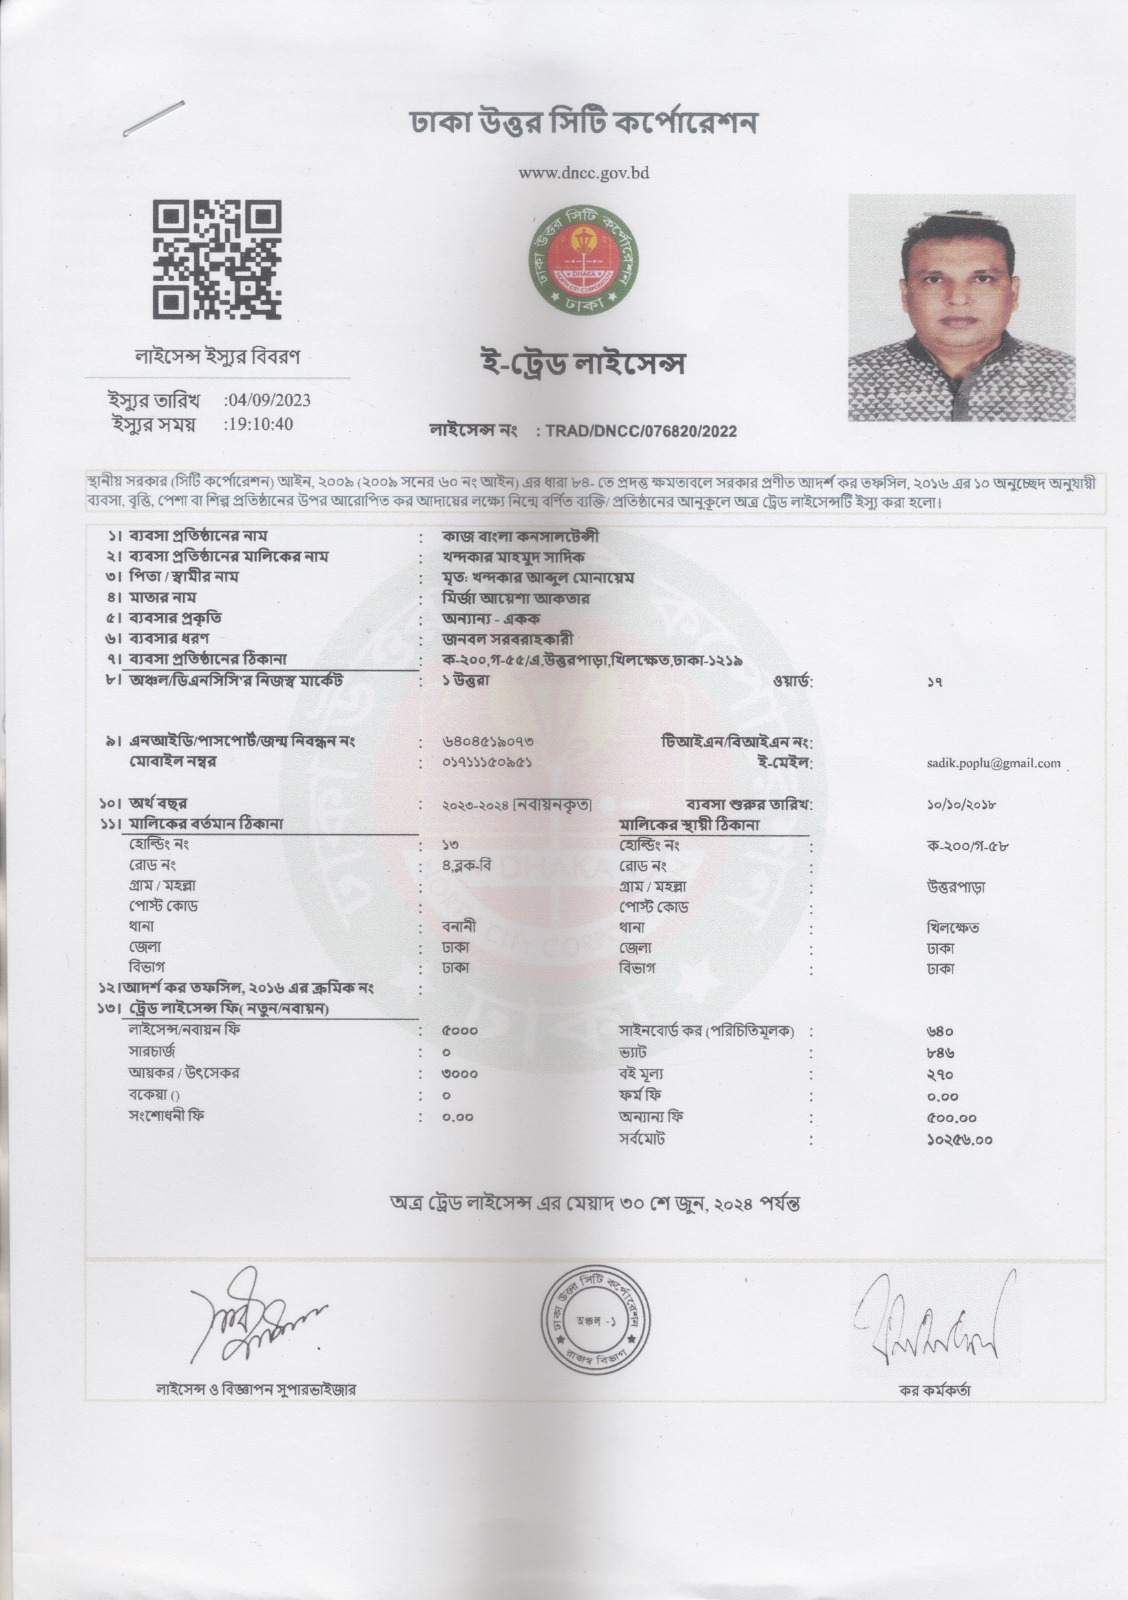 ঢাকা উত্তর সিটি কর্পোরেশন
www.dncc.gov.bd
ঢাকা উত্তর সিটি কর্পোরেশন
DHAKA
ঢাকা
লাইসেন্স ইস্যুর বিবরণ
ই-ট্রেড লাইসেন্স
ইস্যুর তারিখ :04/09/2023
ইস্যুর সময় :19:10:40
লাইসেন্স নং : TRAD/DNCC/076820/2022
স্থানীয় সরকার (সিটি কর্পোরেশন) আইন, ২০০৯ (২০০৯ সনের ৬০ নং আইন) এর ধারা ৮৪- তে প্রদত্ত ক্ষমতাবলে সরকার প্রণীত আদর্শ কর তফসিল, ২০১৬ এর ১০ অনুচ্ছেদ অনুযায়ী
ব্যবসা, বৃত্তি, পেশা বা শিল্প প্রতিষ্ঠানের উপর আরোপিত কর আদায়ের লক্ষ্যে নিম্নে বর্ণিত ব্যক্তি/ প্রতিষ্ঠানের আনুকূলে অত্র ট্রেড লাইসেন্সটি ইস্যু করা হলো।
১। ব্যবসা প্রতিষ্ঠানের নাম : কাজ বাংলা কনসালটেন্সী
২। ব্যবসা প্রতিষ্ঠানের মালিকের নাম : খন্দকার মাহমুদ সাদিক
৩। পিতা / স্বামীর নাম : মৃত: খন্দকার আব্দুল মোনায়েম
৪। মাতার নাম : মির্জা আয়েশা আকতার
৫। ব্যবসার প্রকৃতি : অন্যান্য - একক
৬। ব্যবসার ধরণ : জনবল সরবরাহকারী
৭। ব্যবসা প্রতিষ্ঠানের ঠিকানা : ক-২০০,গ-৫৫/এ,উত্তরপাড়া,খিলক্ষেত,ঢাকা-১২১৯
৮। অঞ্চল/ডিএনসিসি'র নিজস্ব মার্কেট : ১ উত্তরা ওয়ার্ড: ১৭
৯। এনআইডি/পাসপোর্ট/জন্ম নিবন্ধন নং : ৬৪০৪৫১৯০৭৩ টিআইএন/বিআইএন নং:
মোবাইল নম্বর : ০১৭১১১৫০৯৫১ ই-মেইল: sadik.poplu@gmail.com
১০। অর্থ বছর : ২০২৩-২০২৪ [নবায়নকৃত] ব্যবসা শুরুর তারিখ: ১০/১০/২০১৮
১১। মালিকের বর্তমান ঠিকানা মালিকের স্থায়ী ঠিকানা
হোল্ডিং নং : ১৩ হোল্ডিং নং : ক-২০০/গ-৫৮
রোড নং : ৪,ব্লক-বি রোড নং :
গ্রাম / মহল্লা : গ্রাম / মহল্লা : উত্তরপাড়া
পোস্ট কোড : পোস্ট কোড :
থানা : বনানী থানা : খিলক্ষেত
জেলা : ঢাকা জেলা : ঢাকা
বিভাগ : ঢাকা বিভাগ : ঢাকা
১২।আদর্শ কর তফসিল, ২০১৬ এর ক্রমিক নং :
১৩। ট্রেড লাইসেন্স ফি( নতুন/নবায়ন)
লাইসেন্স/নবায়ন ফি : ৫০০০ সাইনবোর্ড কর (পরিচিতিমূলক) : ৬৪০
সারচার্জ : ০ ভ্যাট : ৮৪৬
আয়কর / উৎসেকর : ৩০০০ বই মূল্য : ২৭০
বকেয়া () : ০ ফর্ম ফি : ০.০০
সংশোধনী ফি : ০.০০ অন্যান্য ফি : ৫০০.০০
সর্বমোট : ১০২৫৬.০০
অত্র ট্রেড লাইসেন্স এর মেয়াদ ৩০ শে জুন, ২০২৪ পর্যন্ত
ঢাকা উত্তর সিটি কর্পোরেশন
অঞ্চল -১
রাজস্ব বিভাগ
লাইসেন্স ও বিজ্ঞাপন সুপারভাইজার
কর কর্মকর্তা